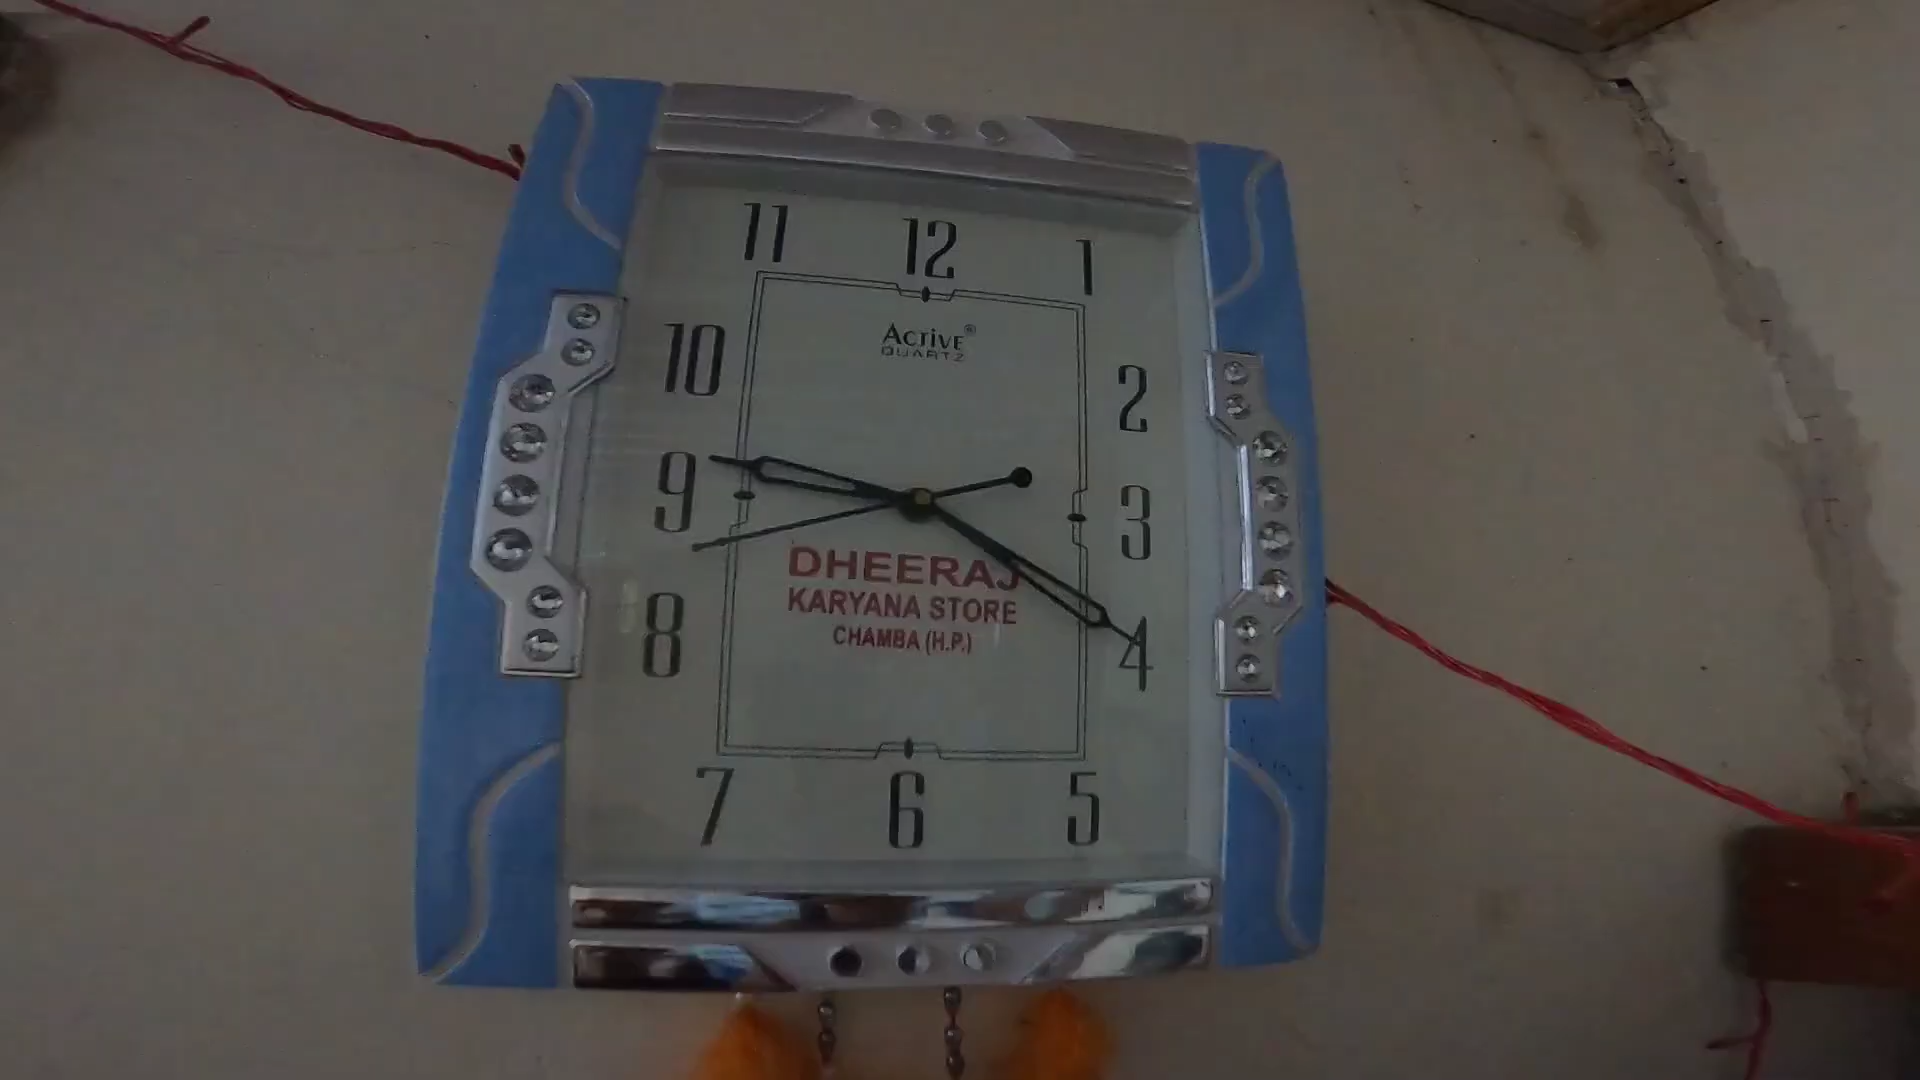 11 12 1
10 2
ACTIVE®
QUARTZ
9 3
DHEERAJ
KARYANA STORE
CHAMBA (H.P.)
8 4
7 6 5